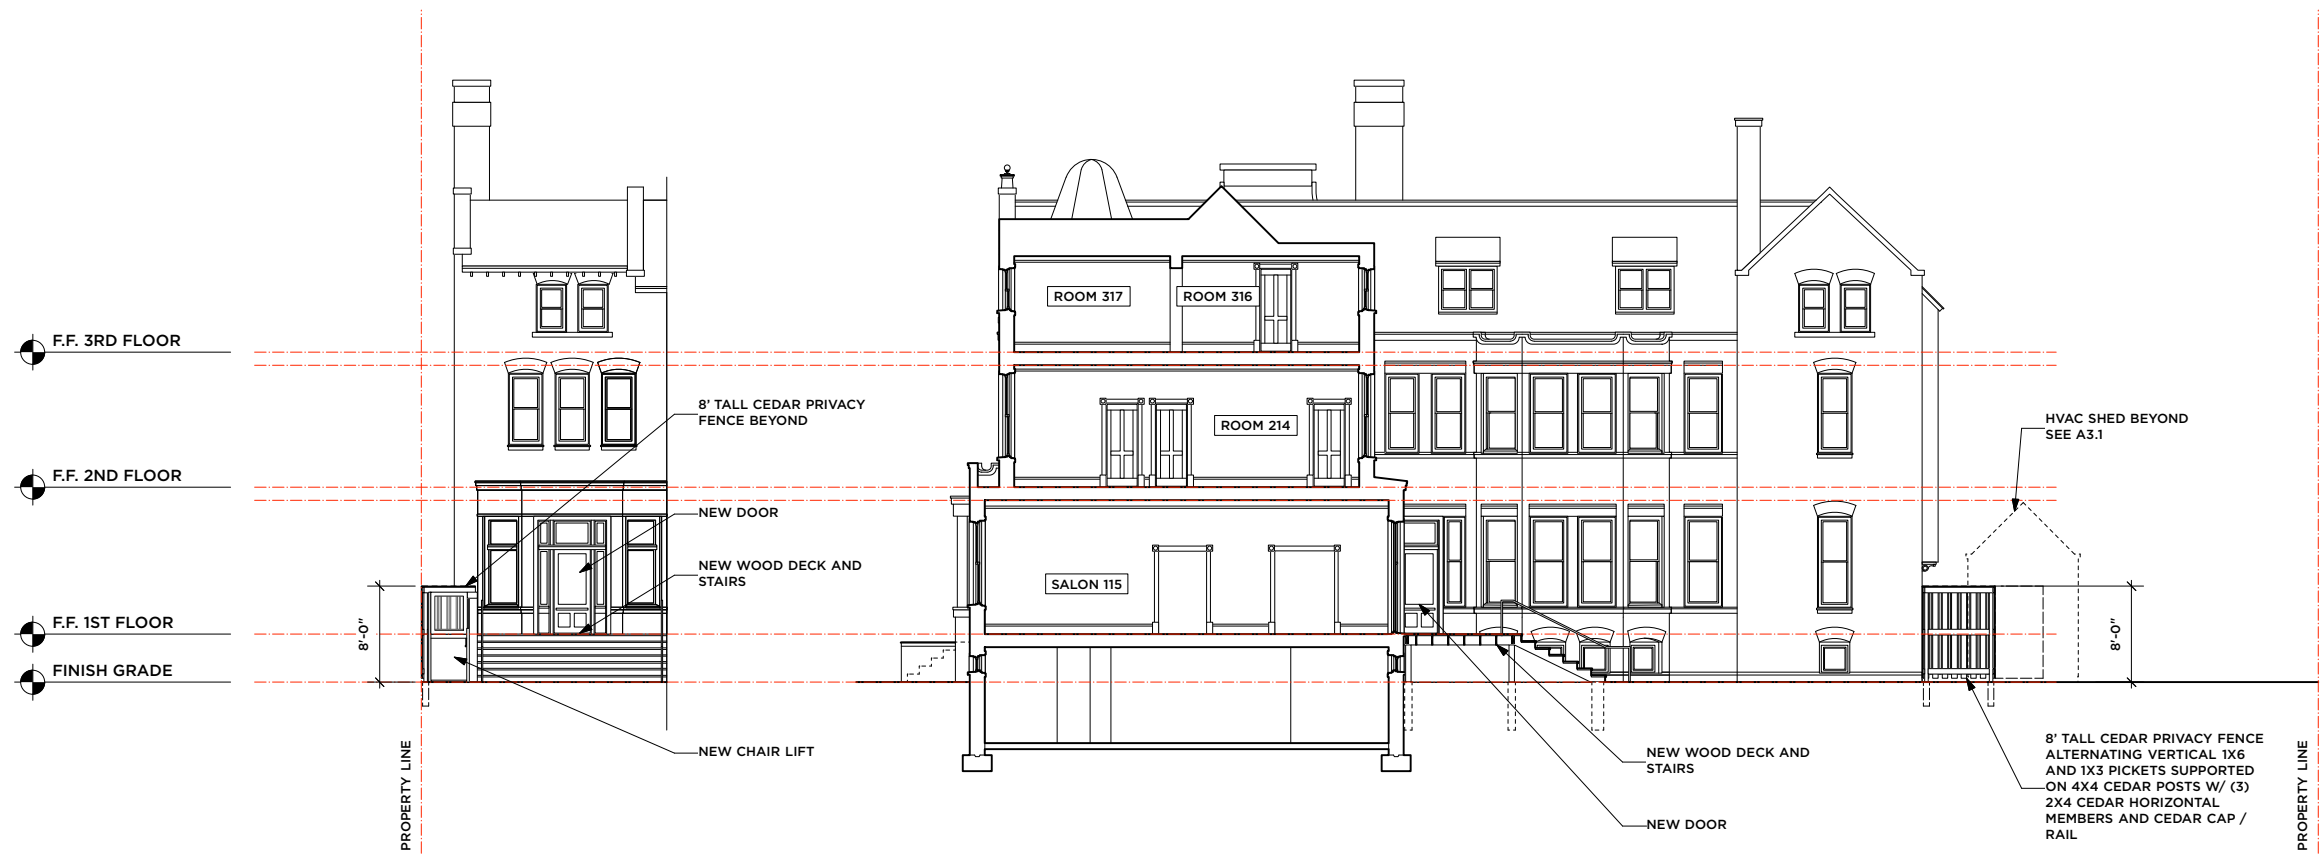 ROOM 317
ROOM 316
F.F. 3RD FLOOR
8' TALL CEDAR PRIVACY
FENCE BEYOND
ROOM 214
HVAC SHED BEYOND
SEE A3.1
F.F. 2ND FLOOR
NEW DOOR
NEW WOOD DECK AND
STAIRS
SALON 115
F.F. 1ST FLOOR
8'-0"
8'-0"
FINISH GRADE
NEW CHAIR LIFT
NEW WOOD DECK AND
STAIRS
NEW DOOR
8' TALL CEDAR PRIVACY FENCE
ALTERNATING VERTICAL 1X6
AND 1X3 PICKETS SUPPORTED
ON 4X4 CEDAR POSTS W/ (3)
2X4 CEDAR HORIZONTAL
MEMBERS AND CEDAR CAP /
RAIL
PROPERTY LINE
PROPERTY LINE